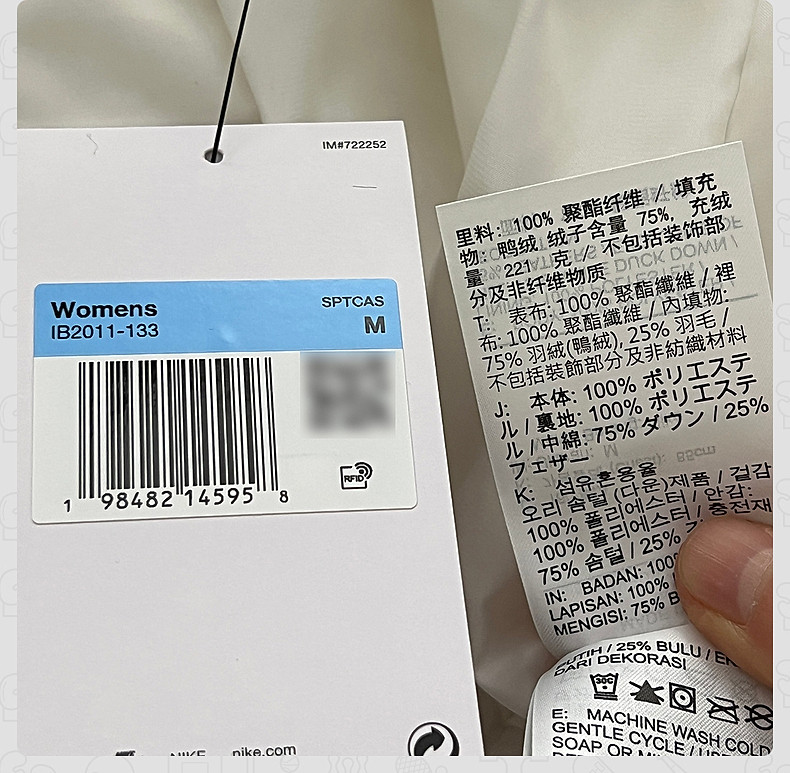 IM#722252
Womens
SPTCAS
IB2011-133
M
RFID
1 98482 14595 8
NIKE nike.com
里料: 100% 聚酯纤维 / 填充
物: 鸭绒 绒子含量 75%, 充绒
量: 221 克 / 不包括装饰部
分及非纤维物质
T: 表布: 100% 聚酯纖維 / 裡
布: 100% 聚酯纖維 / 內填物:
75% 羽絨(鴨絨), 25% 羽毛 /
不包括裝飾部分及非紡織材料
J: 本体: 100% ポリエステ
ル / 裏地: 100% ポリエステ
ル / 中綿: 75% ダウン / 25%
フェザー
K: 섬유혼용율
오리 솜털 (다운)제품 / 겉감
100% 폴리에스터 / 안감:
100% 폴리에스터 / 충전재
75% 솜털 / 25%
IN: BADAN: 100%
LAPISAN: 100%
MENGISI: 75%
PUTIH / 25% BULU /
DARI DEKORASI
30C
E: MACHINE WASH COLD
GENTLE CYCLE /
SOAP OR